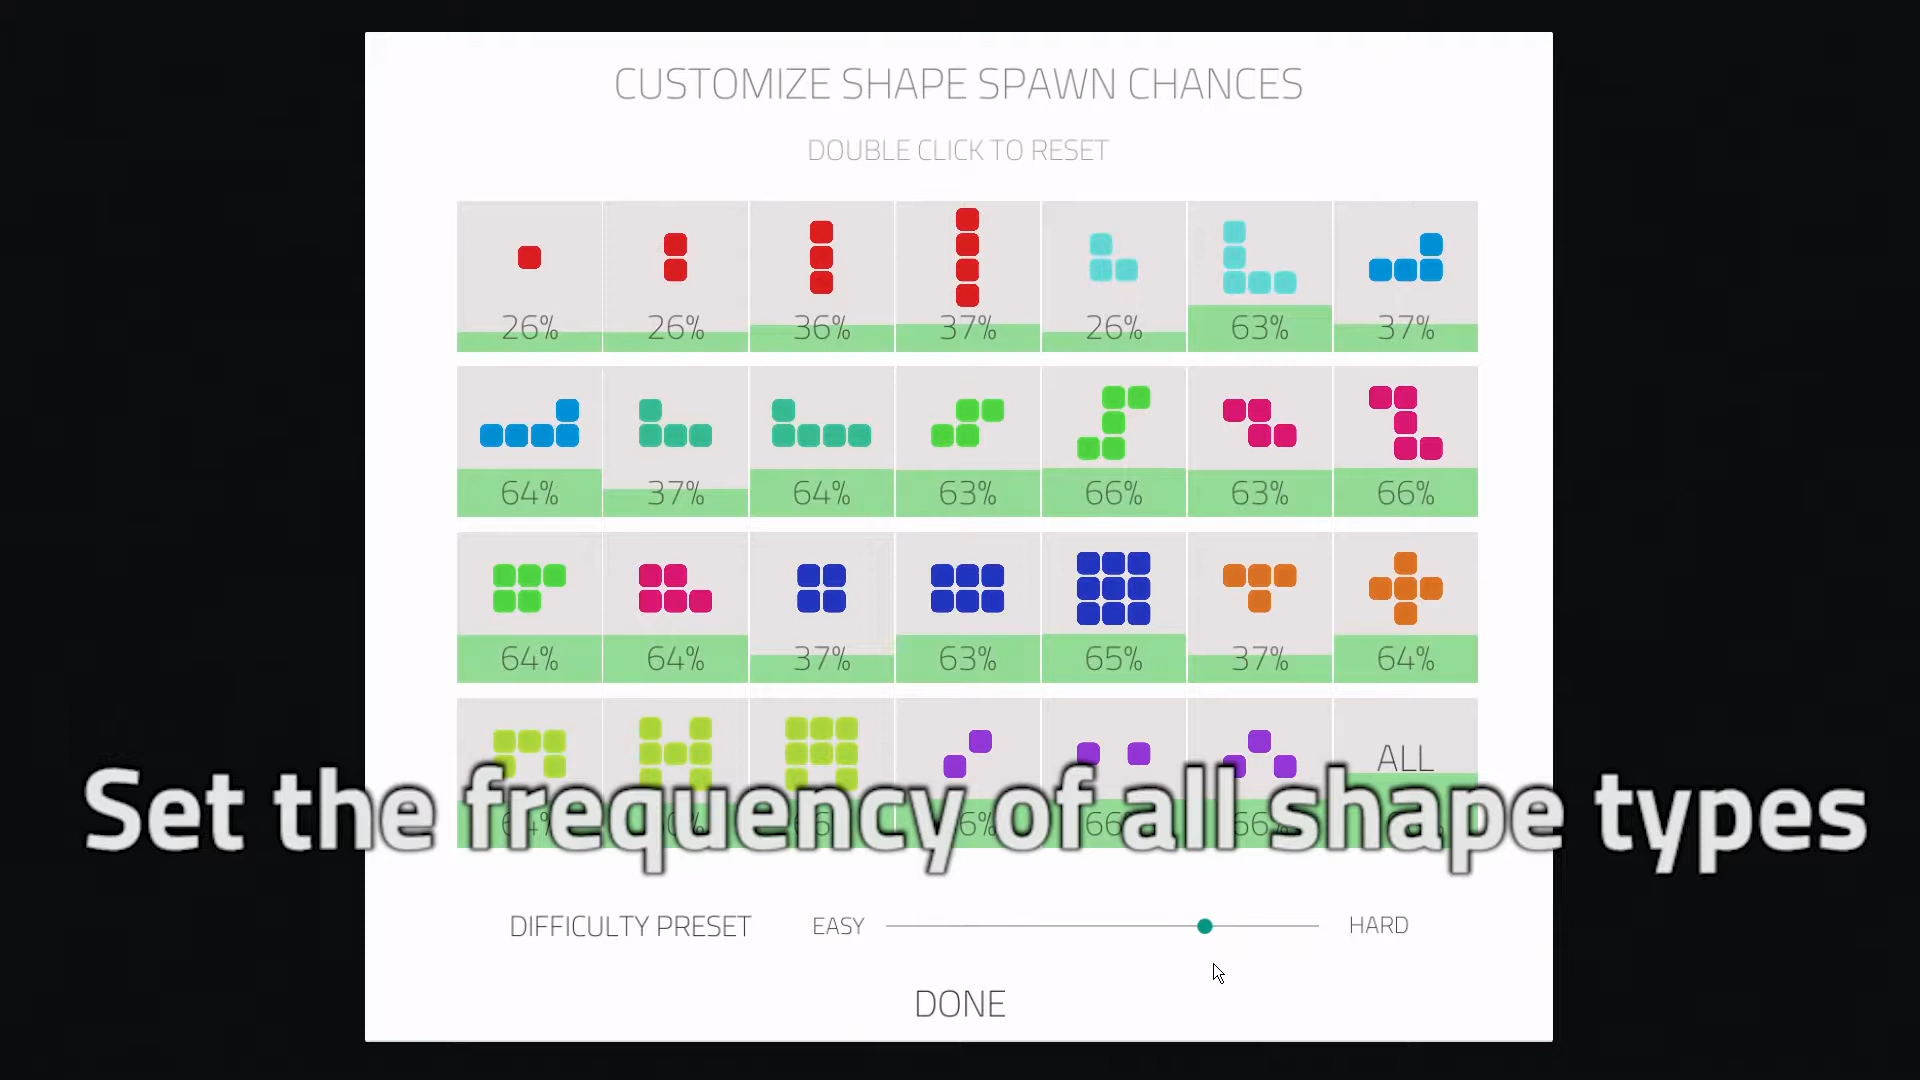 CUSTOMIZE SHAPE SPAWN CHANCES
DOUBLE CLICK TO RESET
26% 26% 36% 37% 26% 63% 37%
64% 37% 64% 63% 66% 63% 66%
64% 64% 37% 63% 65% 37% 64%
ALL
Set the frequency of all shape types
DIFFICULTY PRESET EASY HARD
DONE